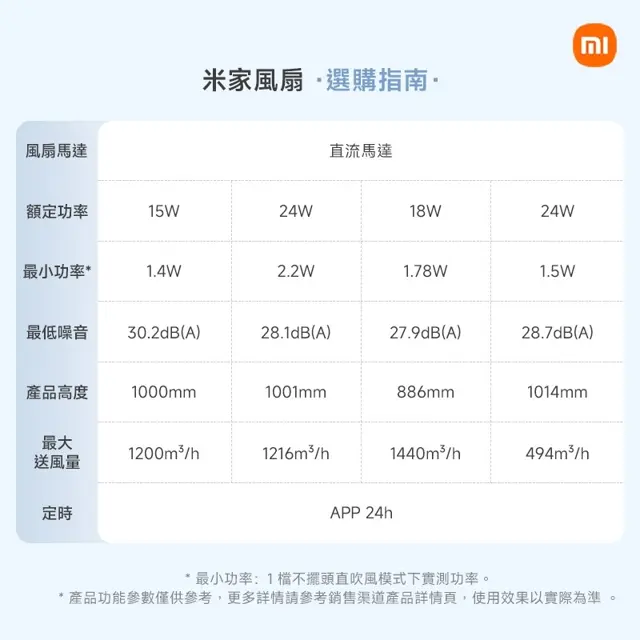 mi
米家風扇 ·選購指南·
風扇馬達 直流馬達
額定功率 15W 24W 18W 24W
最小功率* 1.4W 2.2W 1.78W 1.5W
最低噪音 30.2dB(A) 28.1dB(A) 27.9dB(A) 28.7dB(A)
產品高度 1000mm 1001mm 886mm 1014mm
最大
送風量 1200m³/h 1216m³/h 1440m³/h 494m³/h
定時 APP 24h
* 最小功率：1 檔不擺頭直吹風模式下實測功率。
* 產品功能參數僅供參考，更多詳情請參考銷售渠道產品詳情頁，使用效果以實際為準 。